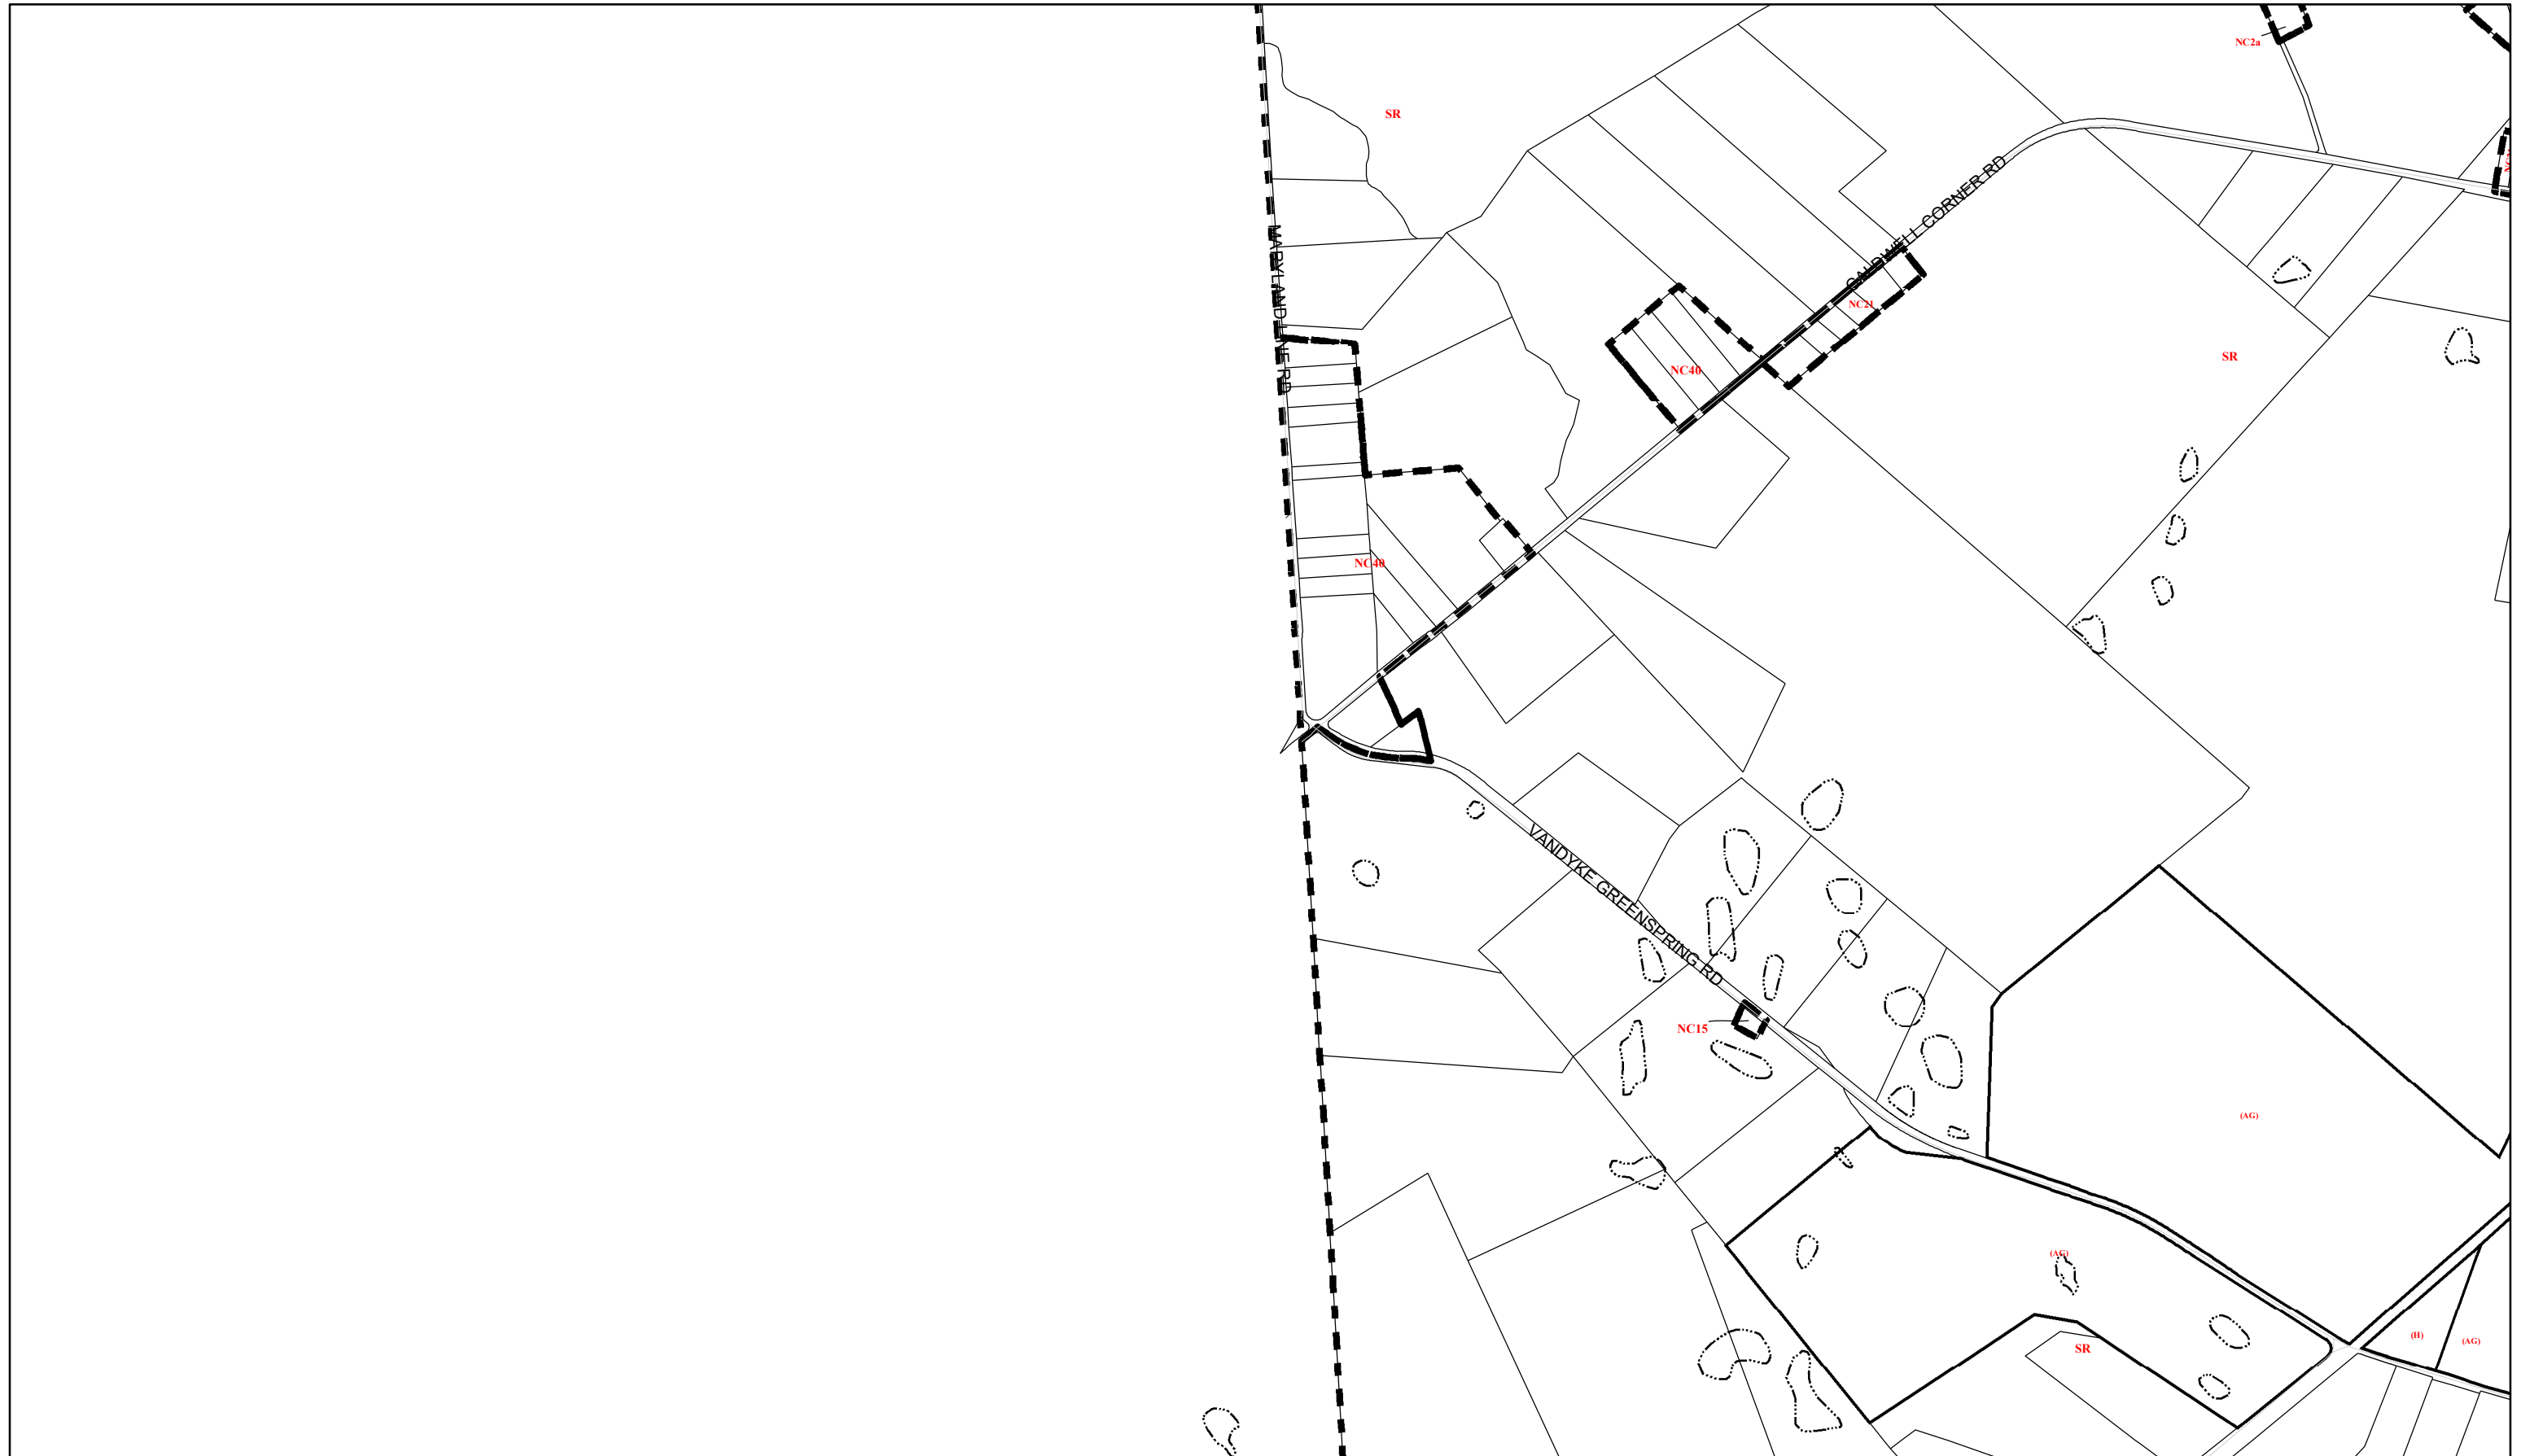 NC2a
SR
CALDWELL CORNER RD
MARYLAND LINE RD
NC21
SR
NC40
NC40
VANDYKE GREENSPRING RD
NC15
(AG)
(AG)
(H)
(AG)
SR